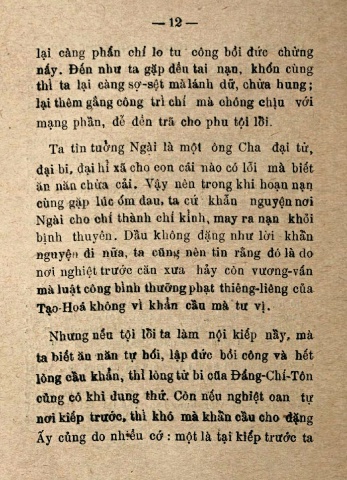 — 12 —
lại càng phấn chí lo tu công bồi đức chừng
nấy. Đến như ta gặp đều tai nạn, khốn cùng
thì ta lại càng sợ-sệt mà lánh dữ, chừa hung;
lại thêm gắng công trì chí mà chống chịu với
mạng phần, để đền trã cho phu tội lỗi.
Ta tin tưởng Ngài là một ông Cha đại từ,
đại bi, đại hỉ xã cho con cái nào có lỗi mà biết
ăn năn chừa cải. Vậy nên trong khi hoạn nạn
cùng gặp lúc ốm đau, ta cứ khẩn nguyện nơi
Ngài cho chí thành chí kỉnh, may ra nạn khỏi
bịnh thuyên. Dầu không đặng như lời khẩn
nguyện đi nữa, ta cũng nên tin rằng đó là do
nơi nghiệt trước căn xưa hảy còn vương-vấn
mà luật công bình thưởng phạt thiêng-liêng của
Tạo-Hoá không vì khẩn cầu mà tư vị.
Nhưng nếu tội lỗi ta làm nội kiếp nầy, mà
ta biết ăn năn tự hối, lập đức bồi công và hết
lòng cầu khẩn, thì lòng từ bi của Đấng-Chí-Tôn
cũng có khi dung thứ. Còn nếu nghiệt oan tự
nơi kiếp trước, thì khó mà khẩn cầu cho đặng
Ấy củng do nhiều cớ : một là tại kiếp trước ta